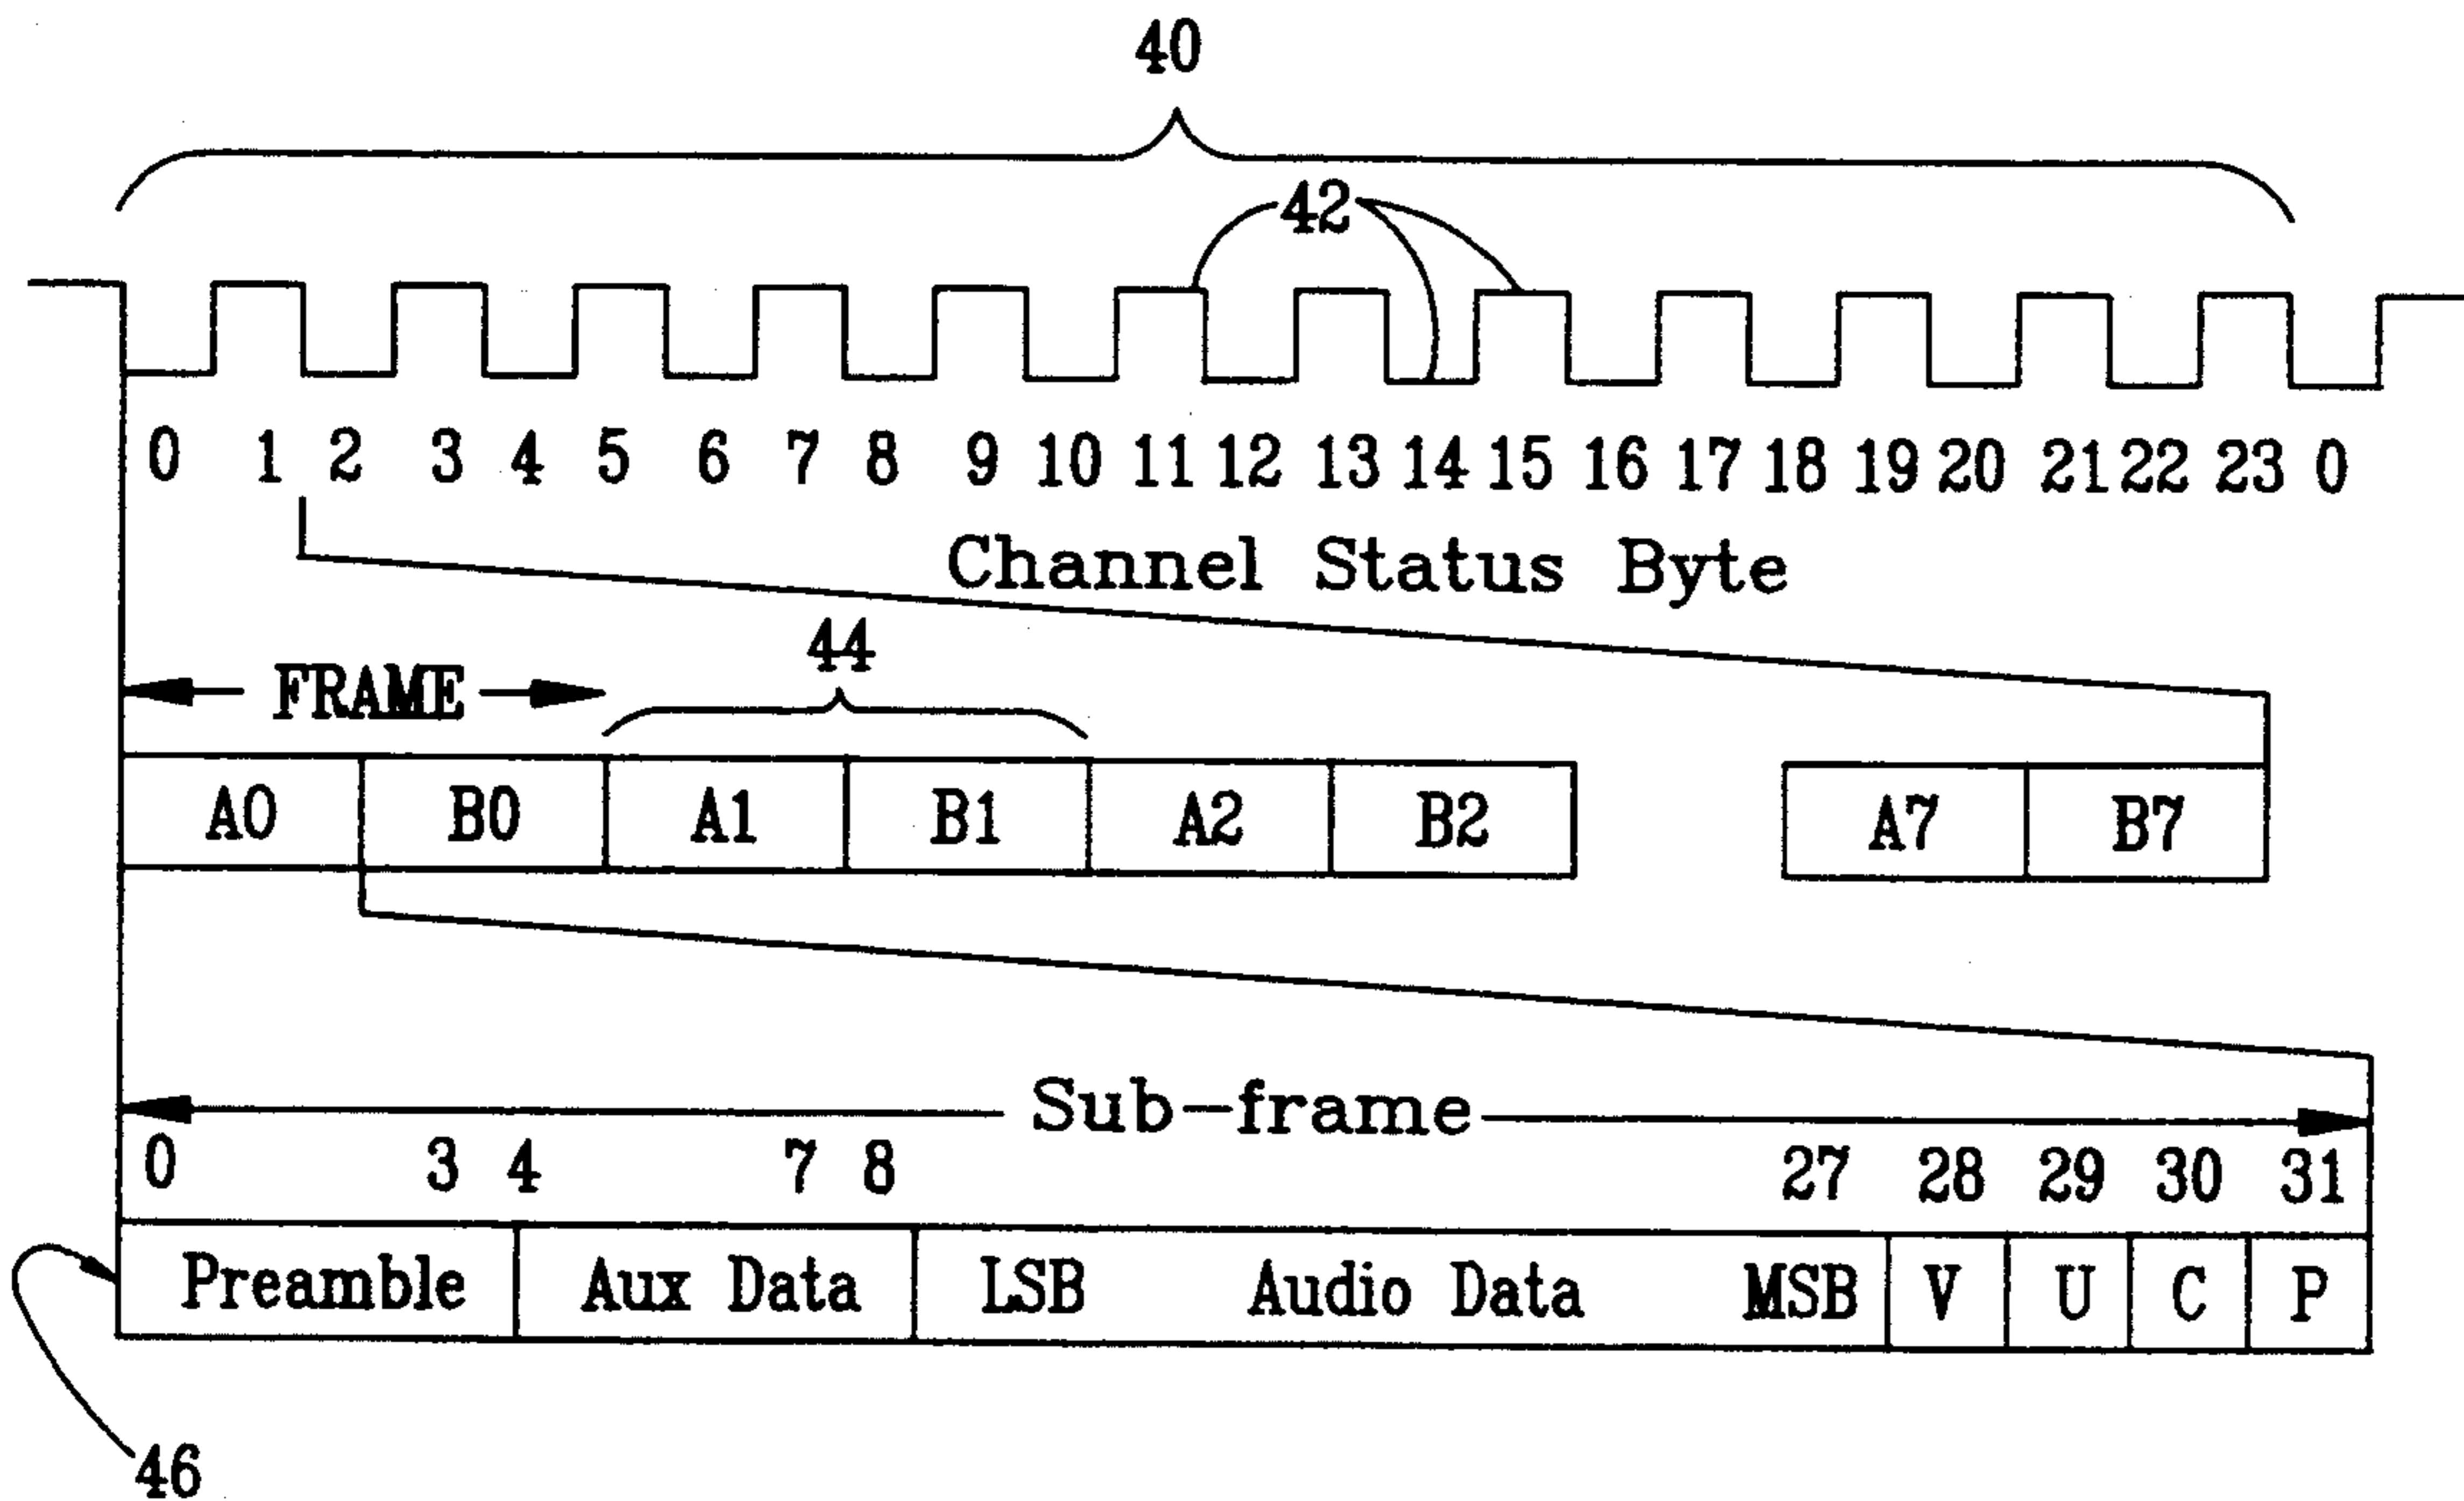 40
42
0 1 2 3 4 5 6 7 8 9 10 11 12 13 14 15 16 17 18 19 20 21 22 23 0
Channel Status Byte
44
FRAME
A0 B0 A1 B1 A2 B2 A7 B7
Sub-frame
0 3 4 7 8 27 28 29 30 31
Preamble Aux Data LSB Audio Data MSB V U C P
46